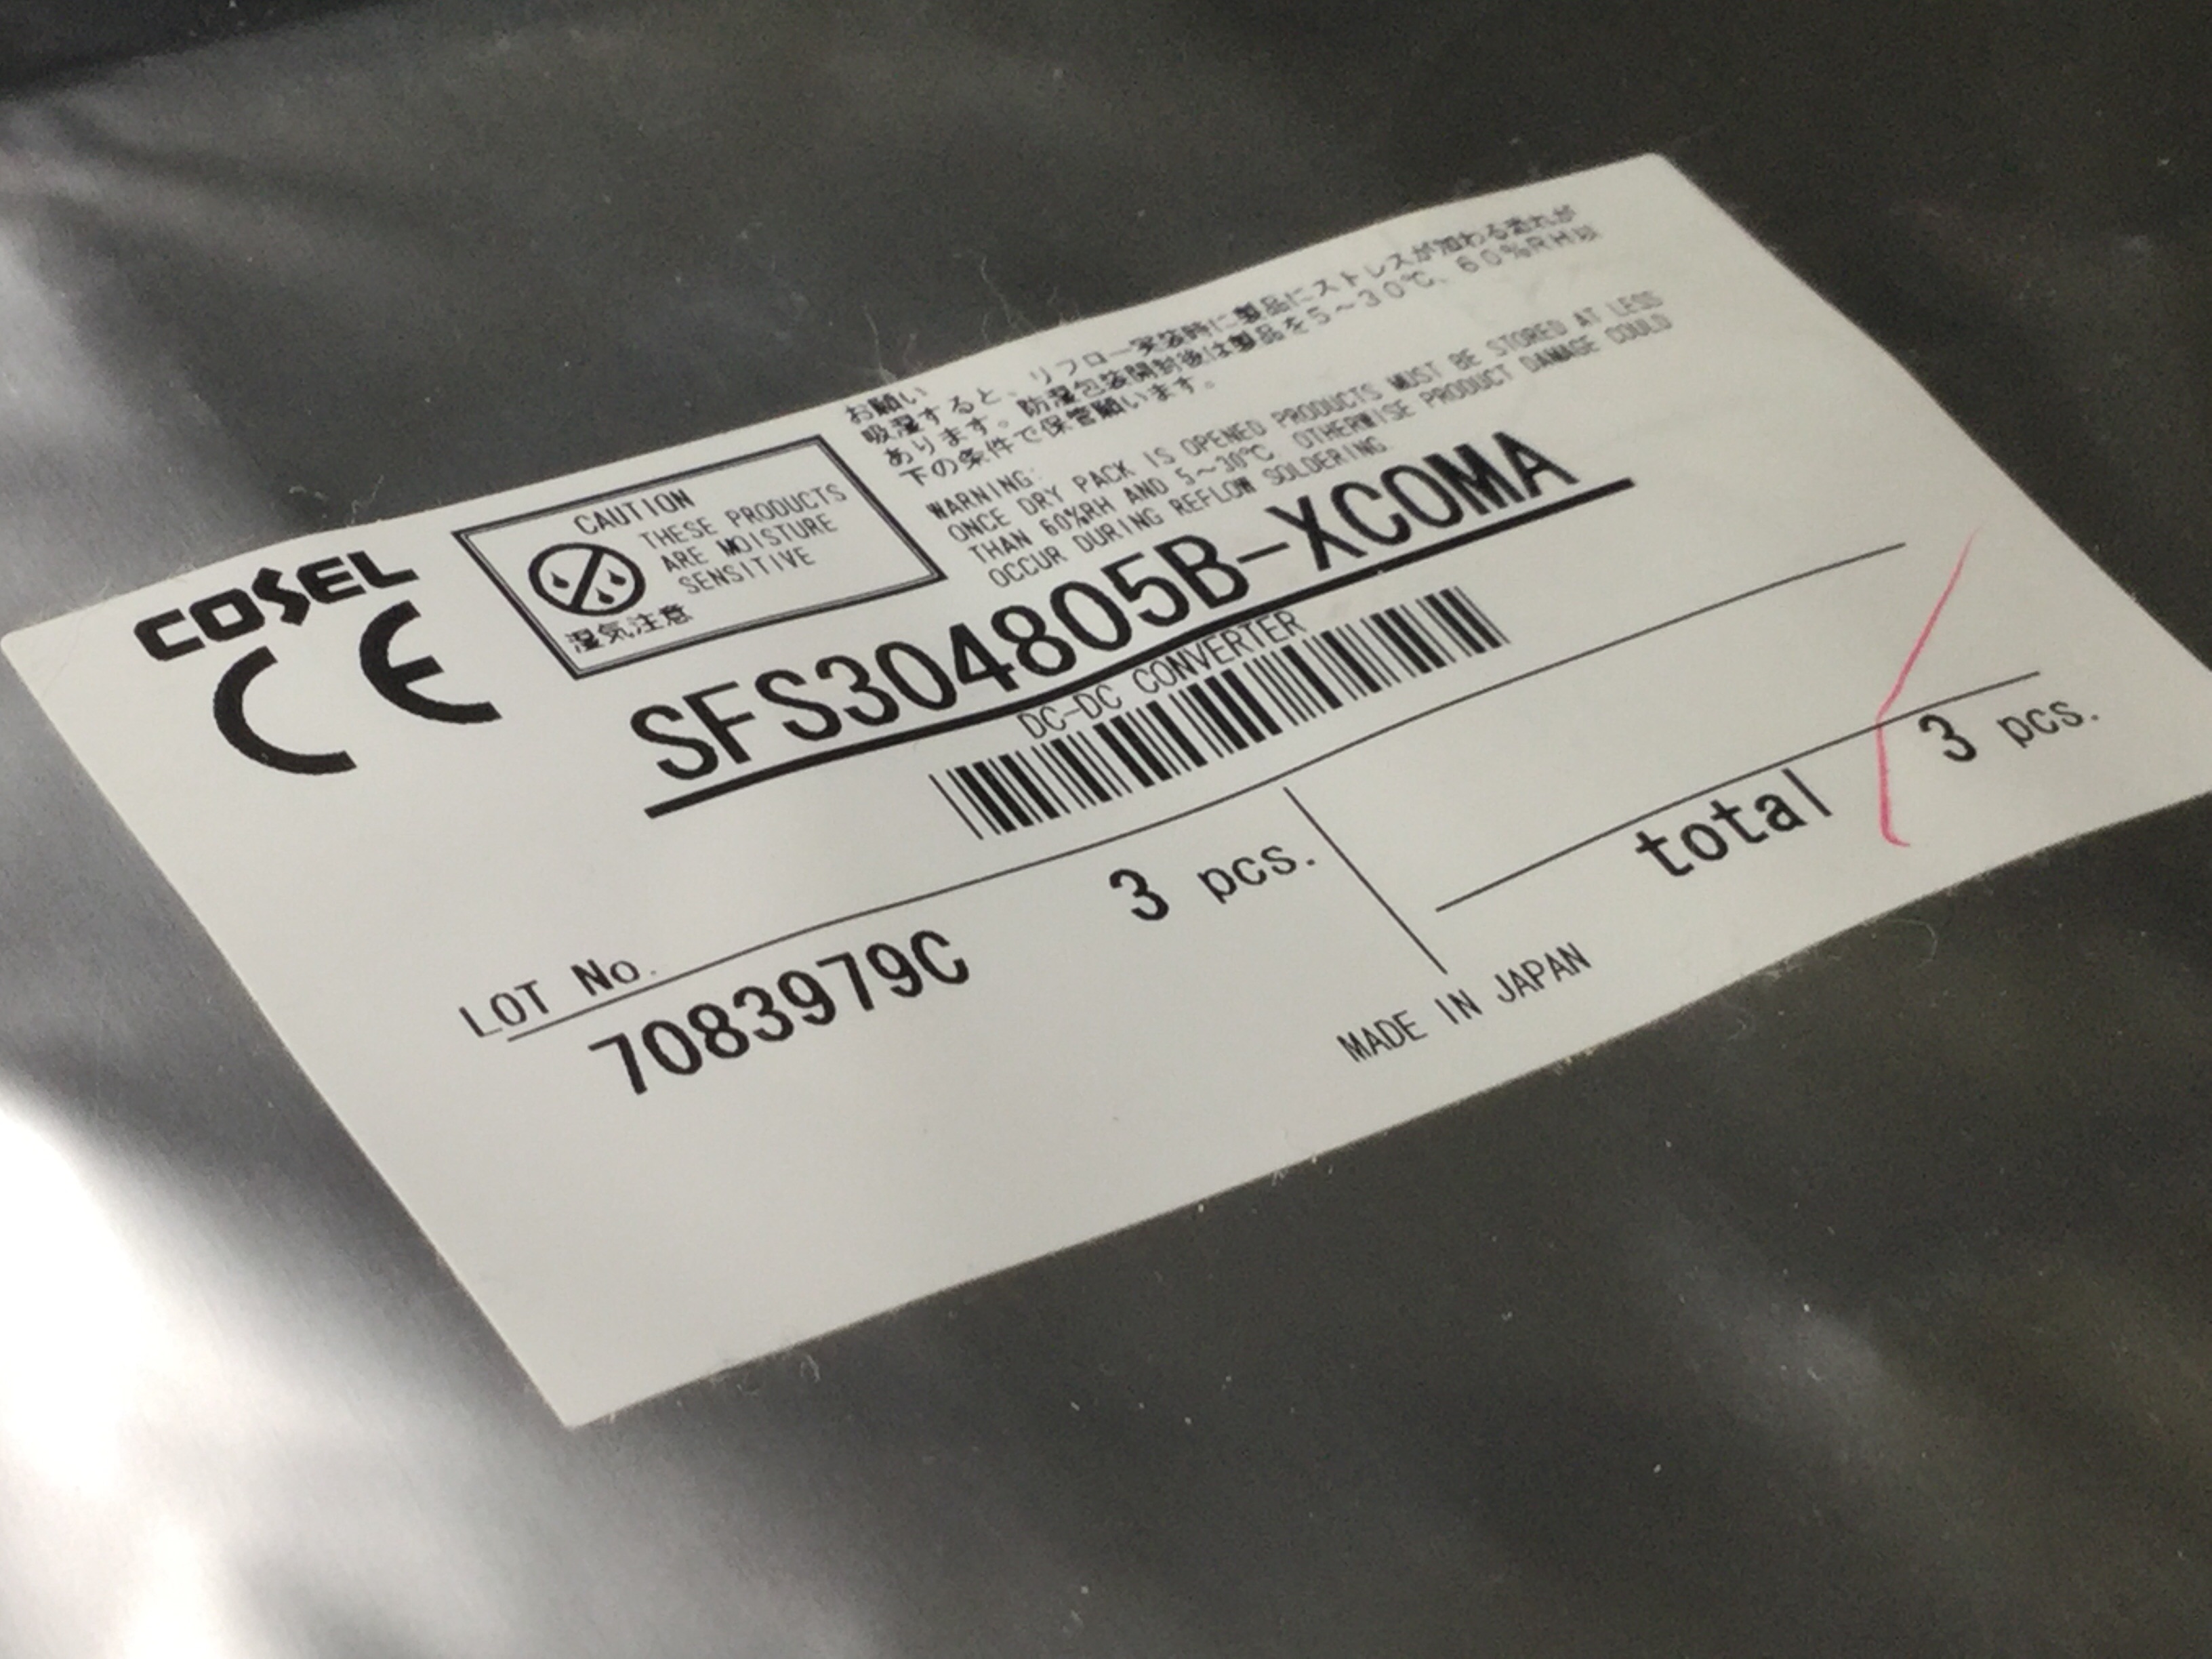 COSEL
CE
CAUTION
THESE PRODUCTS
ARE MOISTURE
SENSITIVE
湿気注意
お願い
吸湿すると、リフロー実装時に製品にストレスが加わる恐れが
あります。防湿包装開封後は製品を5～30℃、60%RH以
下の条件で保管願います。
WARNING:
ONCE DRY PACK IS OPENED PRODUCTS MUST BE STORED AT LESS
THAN 60%RH AND 5～30℃ OTHERWISE PRODUCT DAMAGE COULD
OCCUR DURING REFLOW SOLDERING.
SFS304805B-XCOMA
DC-DC CONVERTER
LOT No.
7083979C
3 pcs.
total 3 pcs.
MADE IN JAPAN